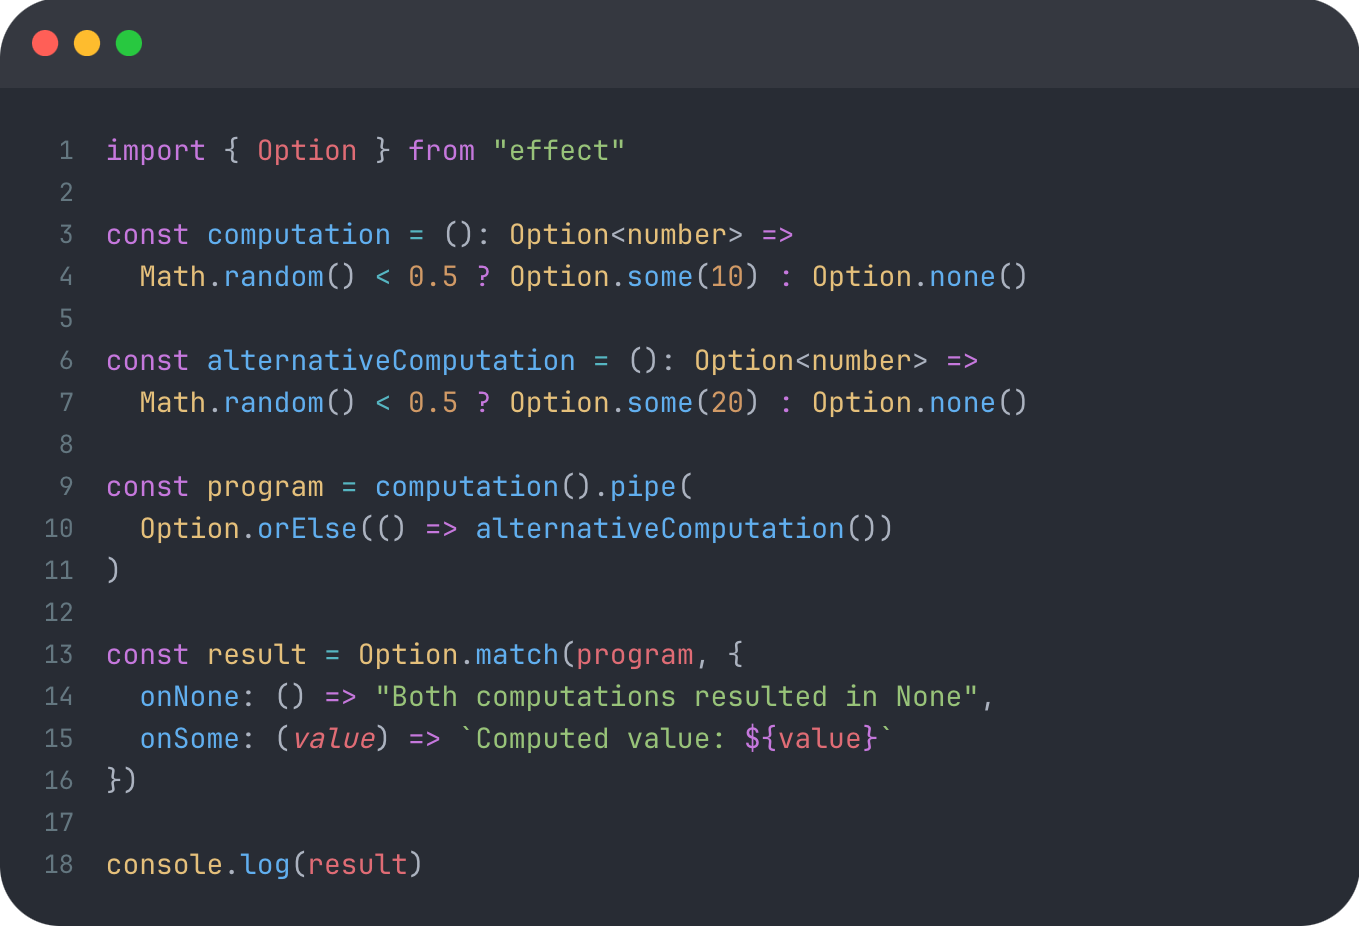 1 import { Option } from "effect"
2
3 const computation = (): Option<number> =>
4   Math.random() < 0.5 ? Option.some(10) : Option.none()
5
6 const alternativeComputation = (): Option<number> =>
7   Math.random() < 0.5 ? Option.some(20) : Option.none()
8
9 const program = computation().pipe(
10   Option.orElse(() => alternativeComputation())
11 )
12
13 const result = Option.match(program, {
14   onNone: () => "Both computations resulted in None",
15   onSome: (value) => `Computed value: ${value}`
16 })
17
18 console.log(result)